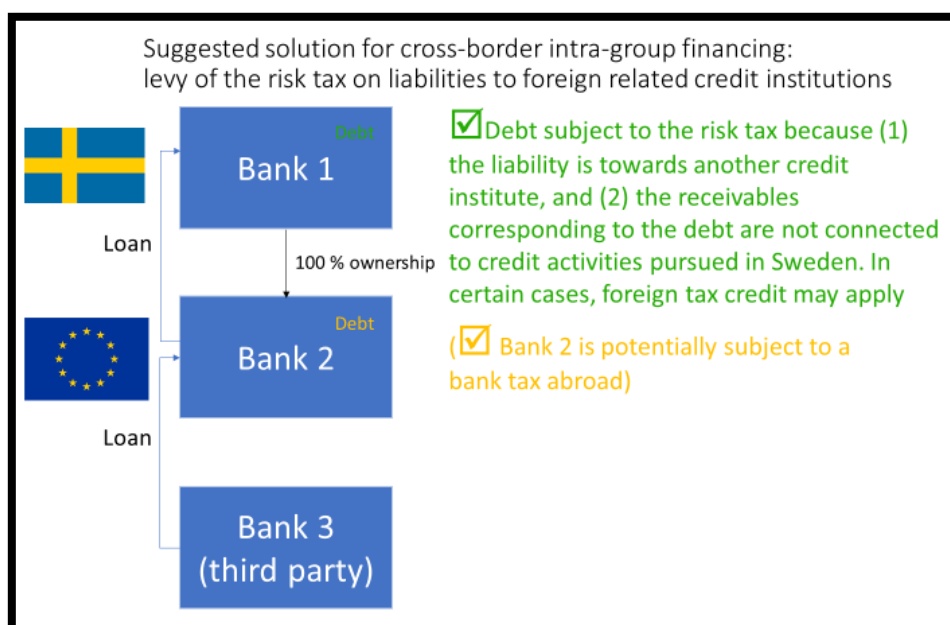 Suggested solution for cross-border intra-group financing:
levy of the risk tax on liabilities to foreign related credit institutions
Debt
Bank 1
☑Debt subject to the risk tax because (1)
the liability is towards another credit
institute, and (2) the receivables
corresponding to the debt are not connected
to credit activities pursued in Sweden. In
certain cases, foreign tax credit may apply
Loan
100 % ownership
Debt
Bank 2
(☑ Bank 2 is potentially subject to a
bank tax abroad)
Loan
Bank 3
(third party)